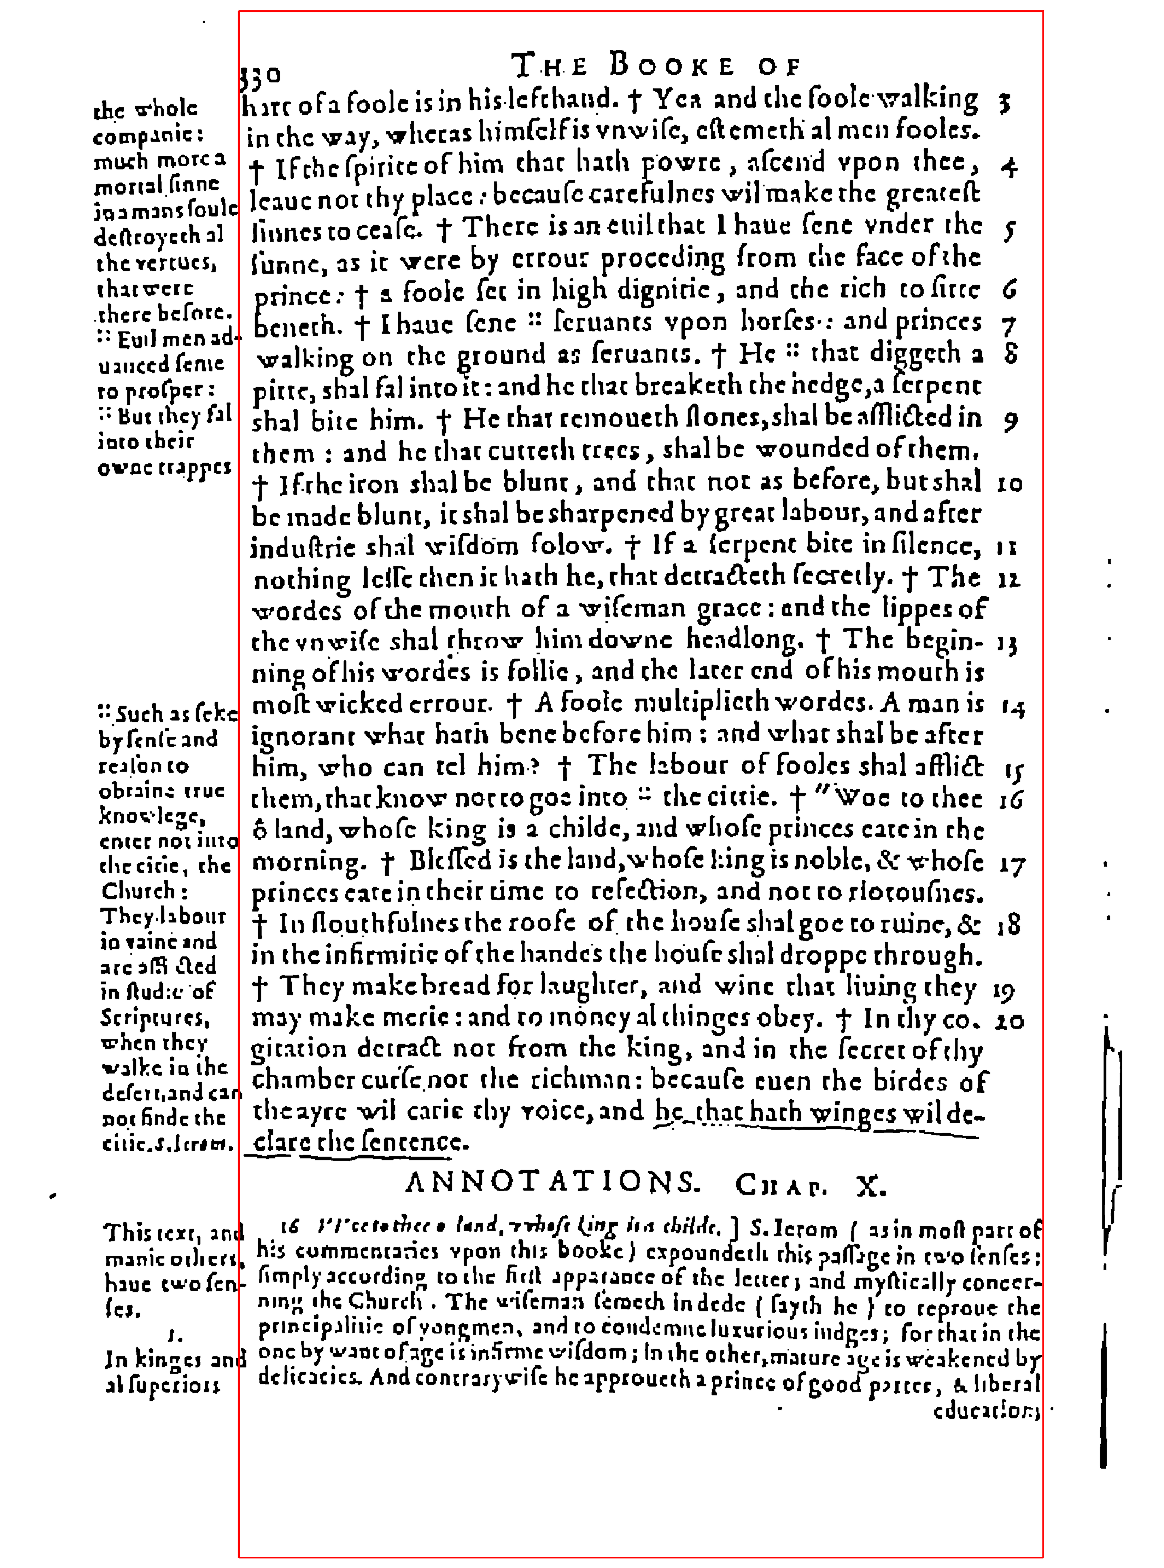 330
THE BOOKE OF
hart of a foole is in his left hand. † Yea and the foole walking 3
in the way, wheras himſelf is vnwiſe, eſtemeth al men fooles.
† If the ſpirite of him that hath powre, aſcend vpon thee, 4
leaue not thy place: becauſe carefulnes wil make the greateſt
ſinnes to ceaſe. † There is an euil that I haue ſene vnder the 5
ſunne, as it were by errour proceding from the face of the
prince: † a foole ſet in high dignitie, and the rich to ſitte 6
beneth. † I haue ſene :: ſeruants vpon horſes: and princes 7
walking on the ground as ſeruants. † He :: that diggeth a 8
pitte, shal fal into it: and he that breaketh the hedge, a ſerpent
shal bite him. † He that remoueth ſtones, shal be afflicted in 9
them: and he that cutteth trees, shal be wounded of them.
† If the iron shal be blunt, and that not as before, but shal 10
be made blunt, it shal be sharpened by great labour, and after
induſtrie shal wiſdom folow. † If a ſerpent bite in ſilence, 11
nothing leſſe then it hath he, that detracteth ſecretly. † The 12
wordes of the mouth of a wiſeman grace: and the lippes of
the vnwiſe shal throw him downe headlong. † The begin- 13
ning of his wordes is follie, and the later end of his mouth is
moſt wicked errour. † A foole multiplieth wordes. A man is 14
ignorant what hath bene before him: and what shal be after
him, who can tel him? † The labour of fooles shal afflict 15
them, that know not to goe into :: the cittie. † " Woe to thee 16
ô land, whoſe king is a childe, and whoſe princes eate in the
morning. † Bleſſed is the land, whoſe king is noble, & whoſe 17
princes eate in their time to refection, and not to riotouſnes.
† In ſlouthfulnes the roofe of the houſe shal goe to ruine, & 18
in the infirmitie of the handes the houſe shal droppe through.
† They make bread for laughter, and wine that liuing they 19
may make merie: and to money al thinges obey. † In thy co- 20
gitation detract not from the king, and in the ſecret of thy
chamber curſe not the richman: becauſe euen the birdes of
the ayre wil carie thy voice, and he that hath winges wil de-
clare the ſentence.
the whole
companie:
much more a
mortal ſinne
in a mans ſoule
deſtroyeth al
the vertues,
that were
there before.
:: Euil men ad-
uanced ſeme
to proſper:
:: But they fal
into their
owne trappes
:: Such as ſeke
by ſenſe and
reaſon to
obtaine true
knowlege,
enter not into
the citie, the
Church:
They labour
in vaine and
are afflicted
in ſtudie of
Scriptures,
when they
walke in the
deſert, and can
not finde the
citie. S. Ierom.
ANNOTATIONS. CHAP. X.
16 Woe to thee o land, whoſe king is a childe. ] S. Ierom ( as in moſt part of
his commentaries vpon this booke) expoundeth this paſſage in two ſenſes:
ſimply according to the firſt apparance of the letter; and myſtically concer-
ning the Church. The wiſeman ſemeth in dede ( ſayth he ) to reproue the
principalitie of yongmen, and to condemne luxurious iudges; for that in the
one by want of age is infirme wiſdom; in the other, mature age is weakened by
delicacies. And contrarywiſe he approueth a prince of good partes, & liberal
education;
This text, and
manie others,
haue two ſen-
ſes.
1.
In kinges and
al ſuperiors